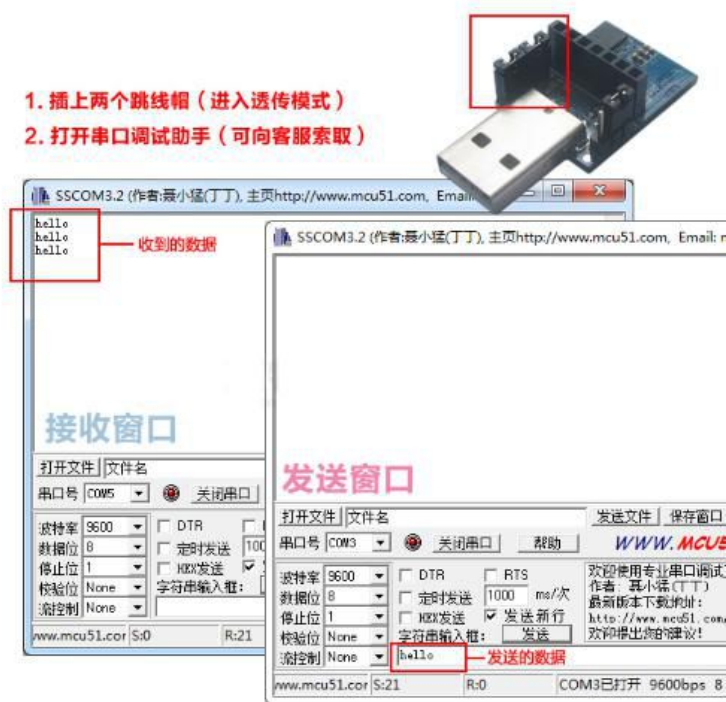 1. 插上两个跳线帽（进入透传模式）
2. 打开串口调试助手（可向客服索取）
SSCOM3.2 (作者:聂小猛(丁丁), 主页http://www.mcu51.com, Email
hello
hello
hello
收到的数据
接收窗口
打开文件 文件名
串口号 COM5 关闭串口
波特率 9600 DTR
数据位 8 定时发送 100
停止位 1 HEX发送
校验位 None 字符串输入框:
流控制 None
www.mcu51.cor S:0 R:21
SSCOM3.2 (作者:聂小猛(丁丁), 主页http://www.mcu51.com, Email:
发送窗口
打开文件 文件名 发送文件 保存窗口
串口号 COM3 关闭串口 帮助 WWW.MCU5
波特率 9600 DTR RTS
数据位 8 定时发送 1000 ms/次
停止位 1 HEX发送 发送新行
校验位 None 字符串输入框: 发送
流控制 None hello
发送的数据
欢迎使用专业串口调试
作者：聂小猛(丁丁)
最新版本下载地址：
http://www.mcu51.com/
欢迎提出您的建议！
www.mcu51.cor S:21 R:0 COM3已打开 9600bps 8